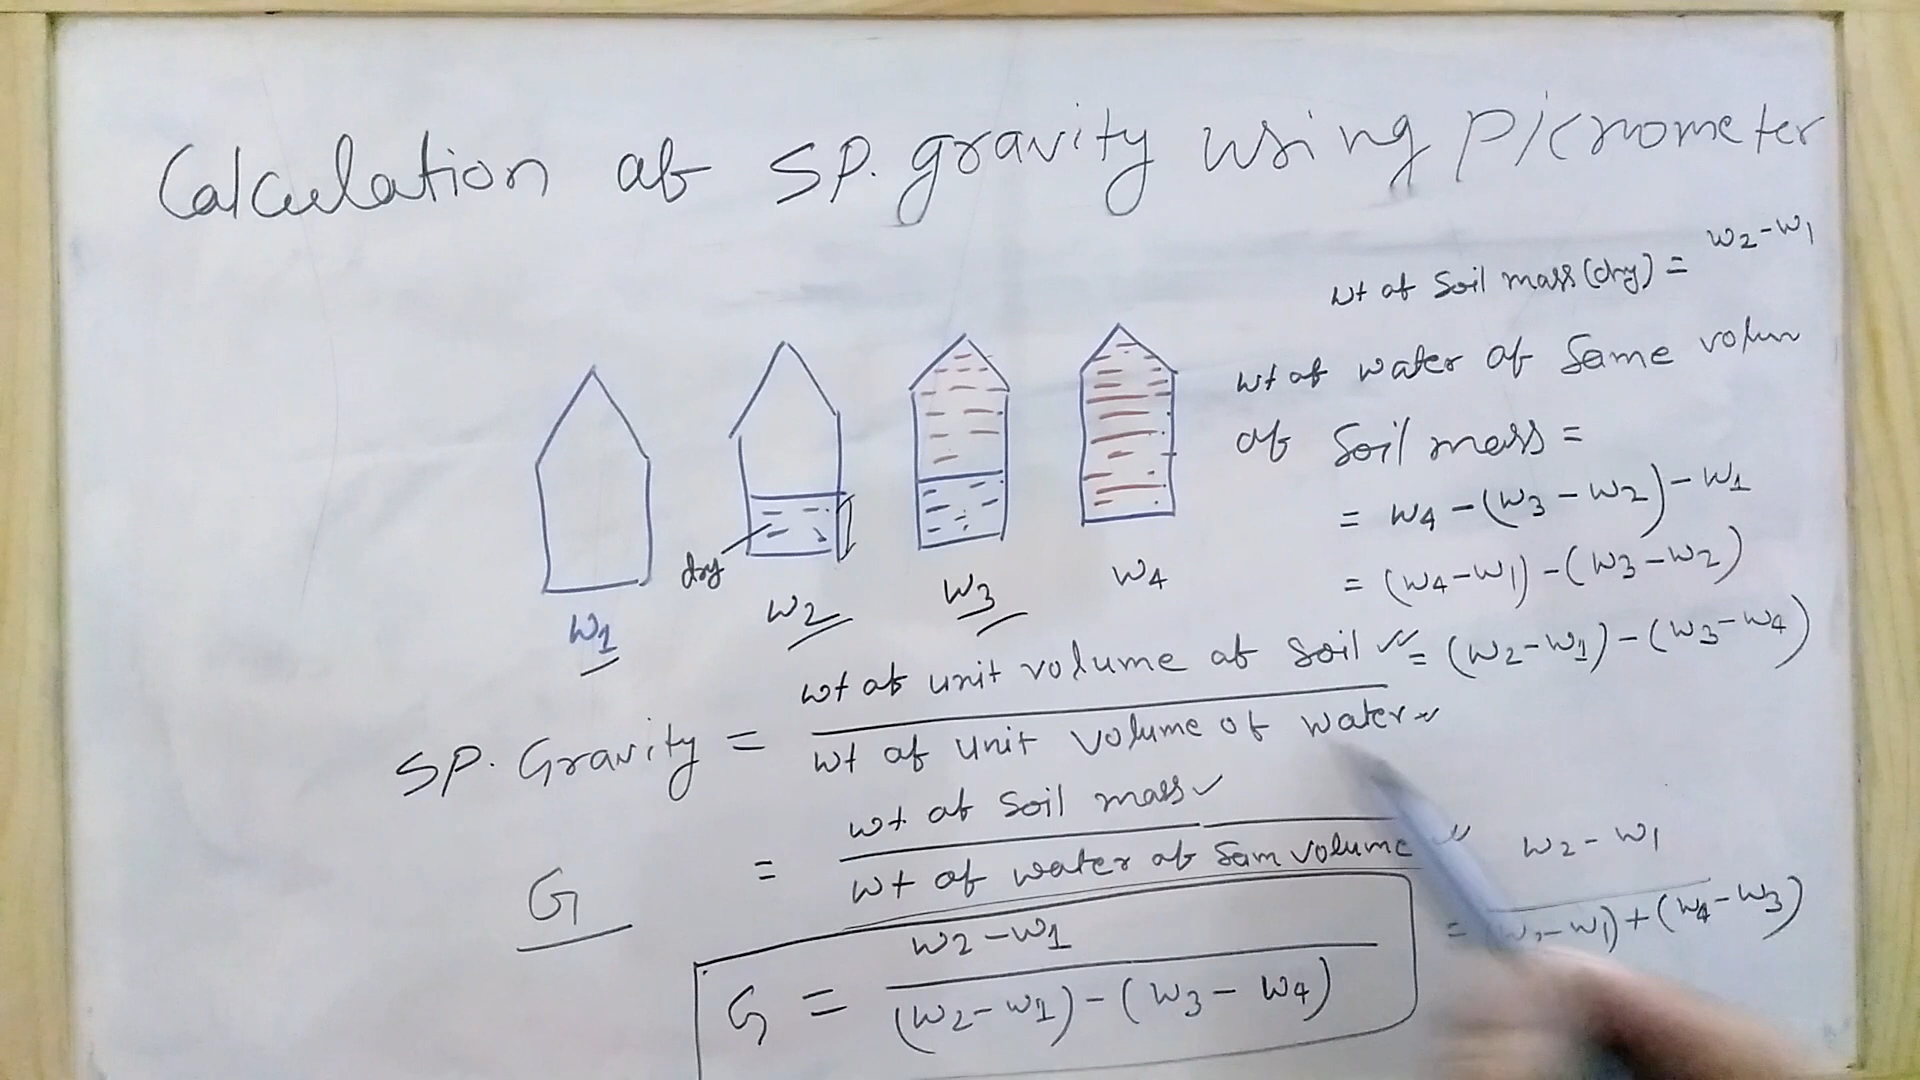 Calculation of SP. gravity using Picnometer
wt of soil mass (dry) = w2-w1
wt of water of same volum
of soil mass =
= w4 - (w3 - w2) - w1
= (w4-w1) - (w3-w2)
= (w2-w1) - (w3-w4)
dry
w1
w2
w3
w4
SP. Gravity = wt of unit volume of soil
wt of unit volume of water
= wt of soil mass
wt of water of sam volume
G
G = w2-w1
(w2-w1) - (w3-w4)
w2-w1
= -w1) + (w4-w3)